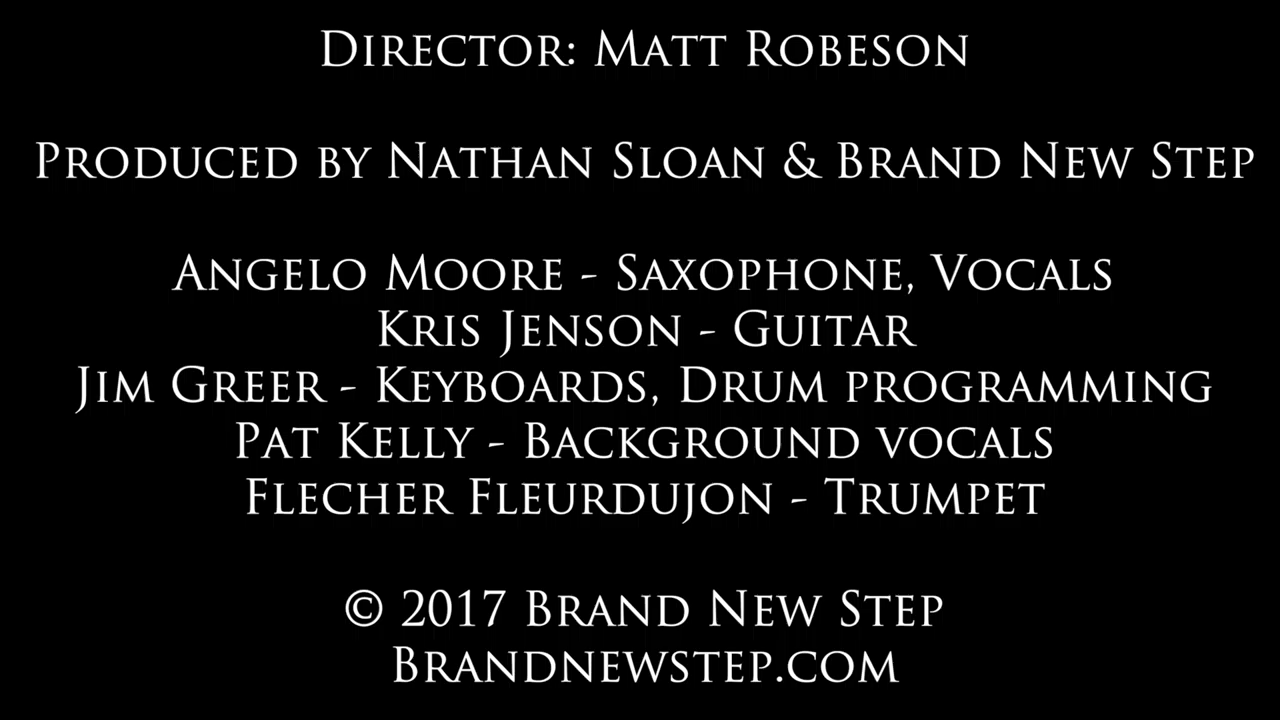 Director: Matt Robeson
Produced by Nathan Sloan & Brand New Step
Angelo Moore - Saxophone, Vocals
Kris Jenson - Guitar
Jim Greer - Keyboards, Drum programming
Pat Kelly - Background vocals
Flecher Fleurdujon - Trumpet
© 2017 Brand New Step
Brandnewstep.com